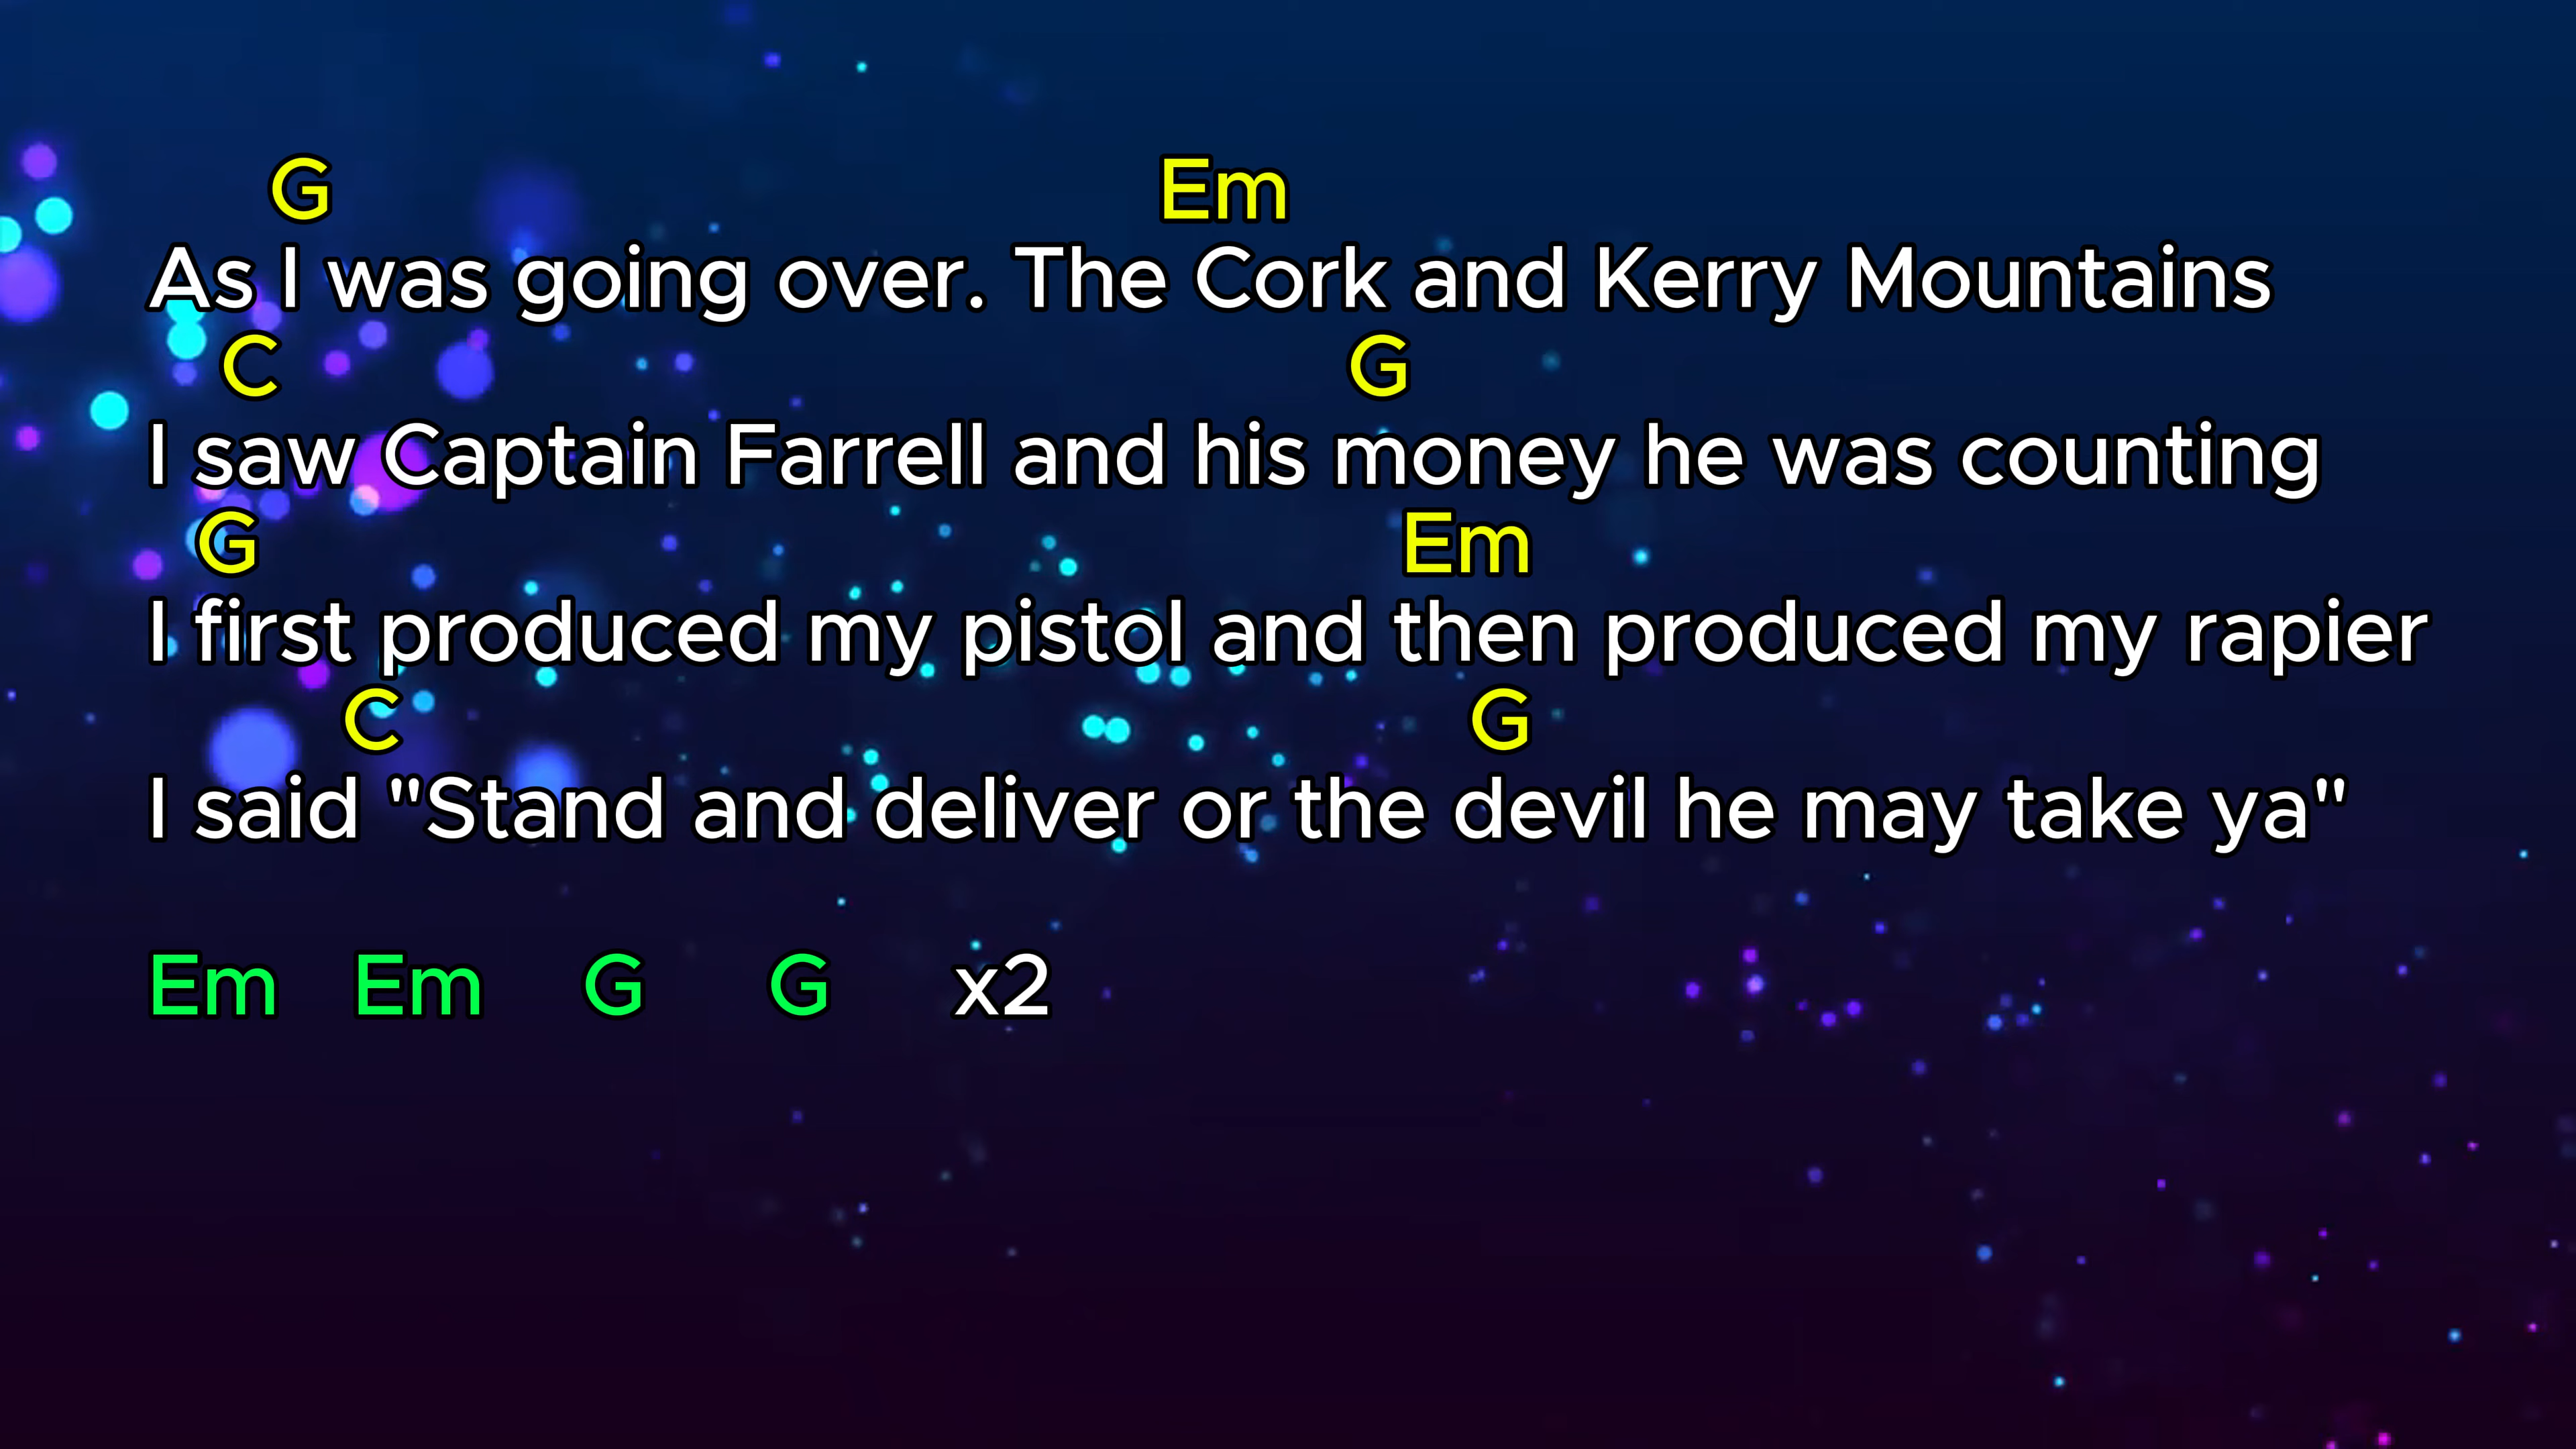 G Em
As I was going over. The Cork and Kerry Mountains
C G
I saw Captain Farrell and his money he was counting
G Em
I first produced my pistol and then produced my rapier
C G
I said "Stand and deliver or the devil he may take ya"
Em Em G G x2